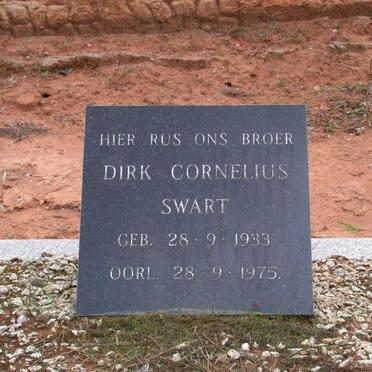 HIER RUS ONS BROER
DIRK CORNELIUS
SWART
GEB. 28 · 9 · 1933
OORL. 28 · 9 · 1975.